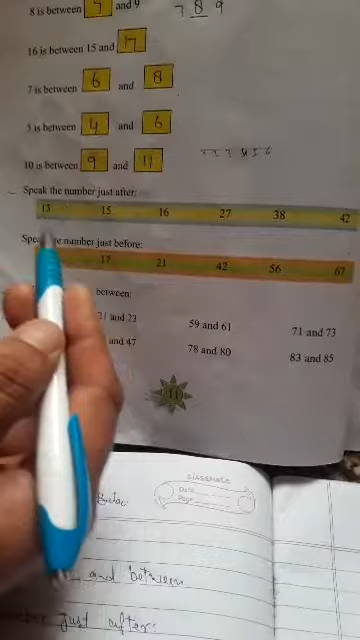 8 is between 7 and 9
7 8 9
16 is between 15 and 17
7 is between 6 and 8
5 is between 4 and 6
10 is between 9 and 11
Speak the number just after:
13 15 16 27 38 42
Speak the number just before:
17 21 42 56 67
between:
21 and 23 59 and 61 71 and 73
and 47 78 and 80 83 and 85
11
classmate
Date
Page
and between
just after: